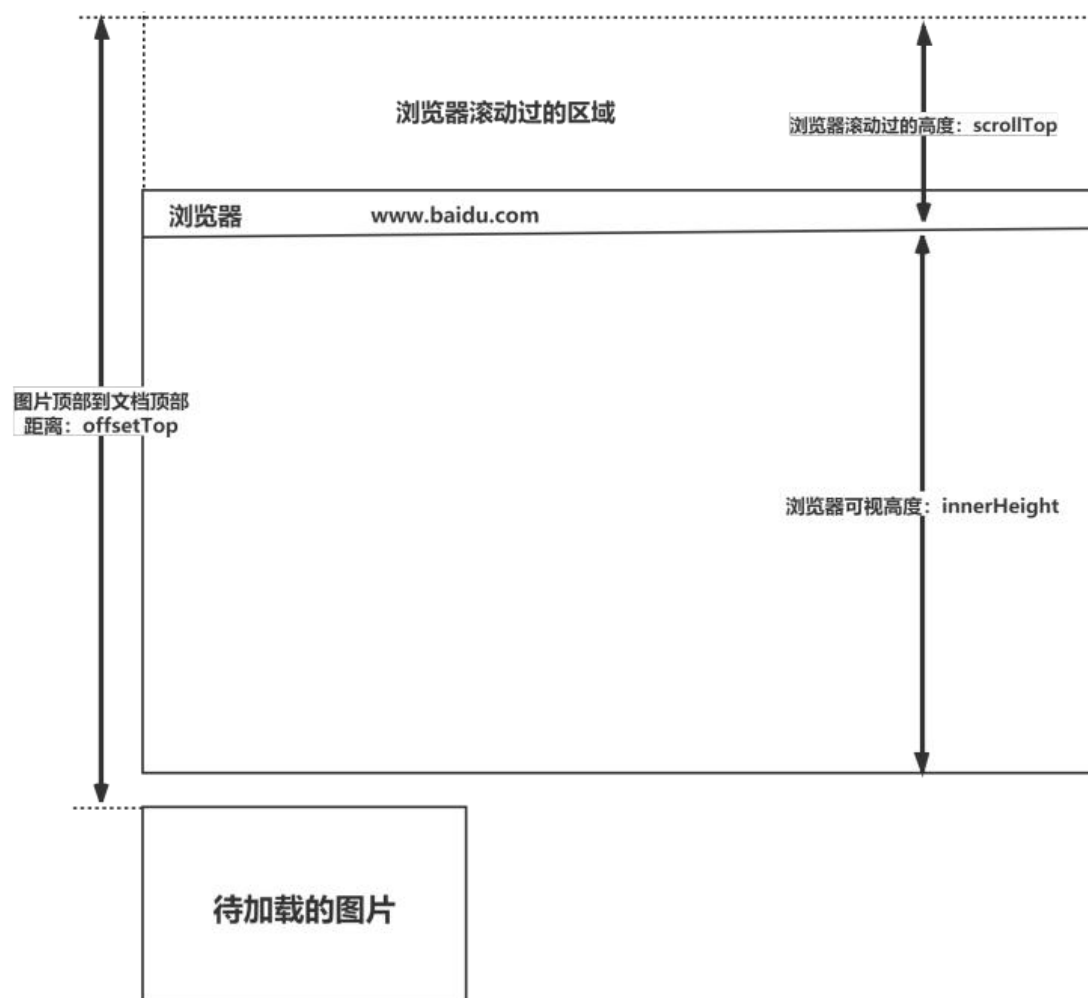 浏览器滚动过的区域
浏览器滚动过的高度：scrollTop
浏览器 www.baidu.com
图片顶部到文档顶部
距离：offsetTop
浏览器可视高度：innerHeight
待加载的图片